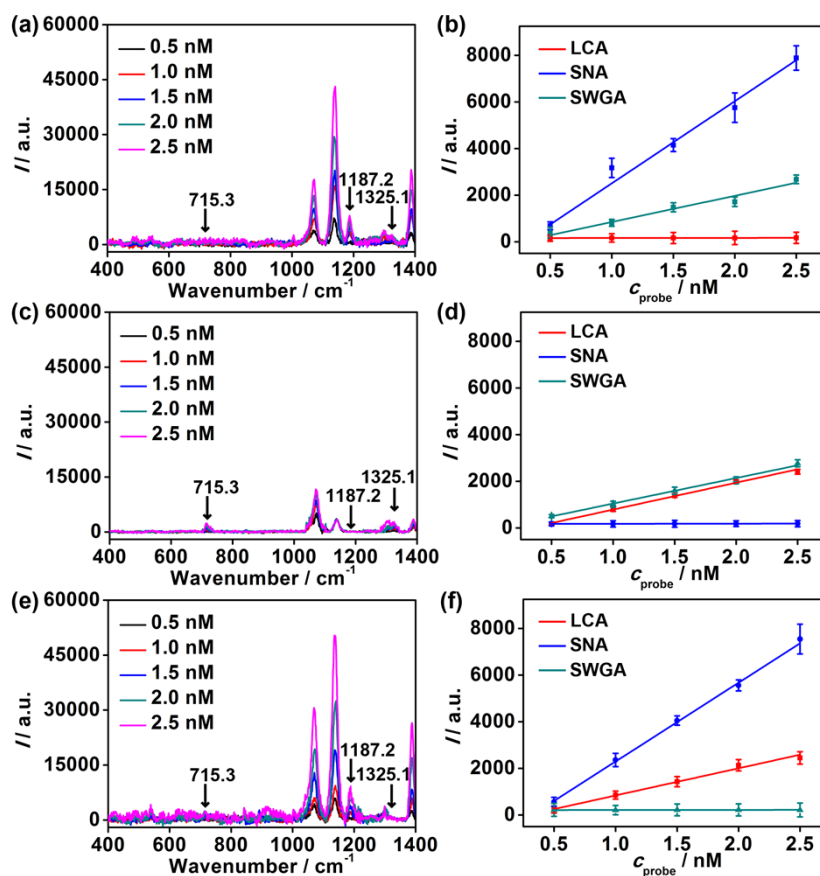 (a)
60000
45000
30000
15000
0
I / a.u.
0.5 nM
1.0 nM
1.5 nM
2.0 nM
2.5 nM
715.3
1187.2
1325.1
400 600 800 1000 1200 1400
Wavenumber / cm⁻¹
(b)
8000
6000
4000
2000
0
I / a.u.
LCA
SNA
SWGA
0.5 1.0 1.5 2.0 2.5
c probe / nM
(c)
60000
45000
30000
15000
0
I / a.u.
0.5 nM
1.0 nM
1.5 nM
2.0 nM
2.5 nM
715.3
1187.2
1325.1
400 600 800 1000 1200 1400
Wavenumber / cm⁻¹
(d)
8000
6000
4000
2000
0
I / a.u.
LCA
SNA
SWGA
0.5 1.0 1.5 2.0 2.5
c probe / nM
(e)
60000
45000
30000
15000
0
I / a.u.
0.5 nM
1.0 nM
1.5 nM
2.0 nM
2.5 nM
715.3
1187.2
1325.1
400 600 800 1000 1200 1400
Wavenumber / cm⁻¹
(f)
8000
6000
4000
2000
0
I / a.u.
LCA
SNA
SWGA
0.5 1.0 1.5 2.0 2.5
c probe / nM